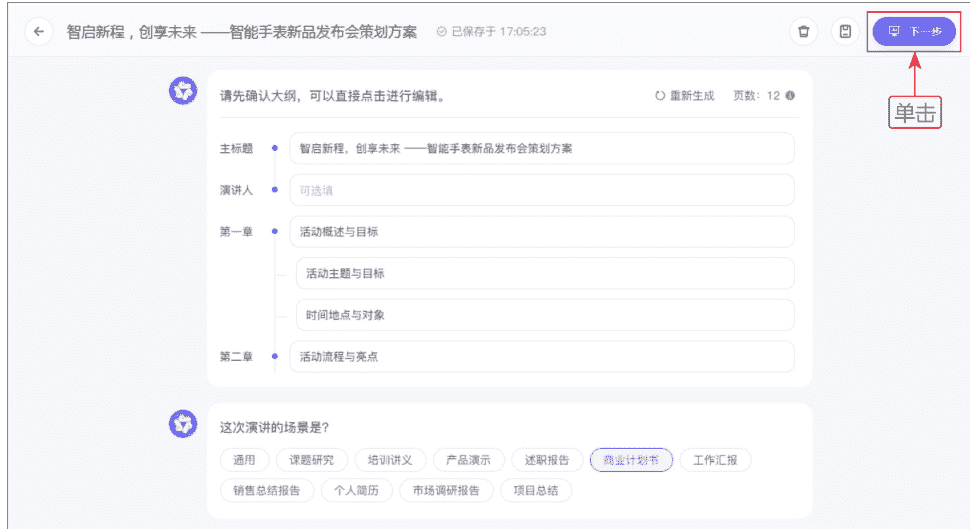 智启新程，创享未来 ——智能手表新品发布会策划方案 已保存于 17:05:23 下一步
单击
请先确认大纲，可以直接点击进行编辑。 重新生成 页数：12
主标题 智启新程，创享未来 ——智能手表新品发布会策划方案
演讲人 可选填
第一章 活动概述与目标
活动主题与目标
时间地点与对象
第二章 活动流程与亮点
这次演讲的场景是?
通用 课题研究 培训讲义 产品演示 述职报告 商业计划书 工作汇报
销售总结报告 个人简历 市场调研报告 项目总结